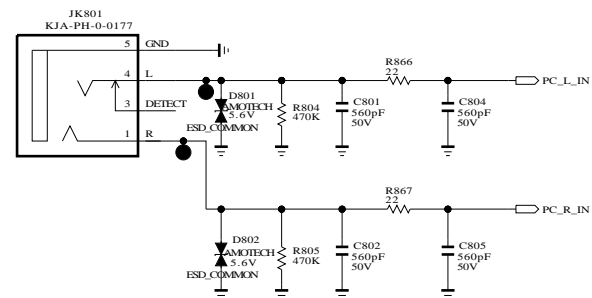 JK801
KJA-PH-0-0177
5 GND
4 L
3 DETECT
1 R
D801
AMOTECH
5.6V
ESD_COMMON
R804
470K
C801
560pF
50V
R866
22
C804
560pF
50V
PC_L_IN
D802
AMOTECH
5.6V
ESD_COMMON
R805
470K
C802
560pF
50V
R867
22
C805
560pF
50V
PC_R_IN